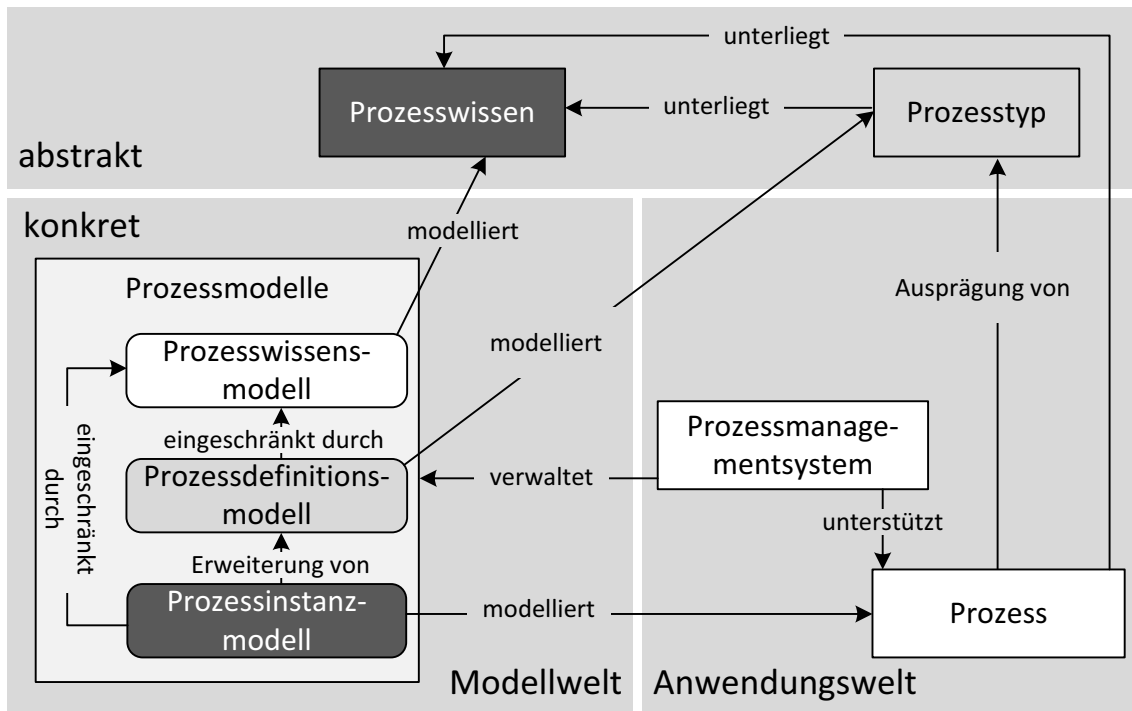 unterliegt
Prozesswissen
unterliegt
Prozesstyp
abstrakt
konkret
modelliert
Prozessmodelle
Ausprägung von
Prozesswissens-
modell
modelliert
eingeschränkt
durch
eingeschränkt durch
Prozessmanage-
mentsystem
Prozessdefinitions-
modell
verwaltet
unterstützt
Erweiterung von
Prozessinstanz-
modell
modelliert
Prozess
Modellwelt
Anwendungswelt